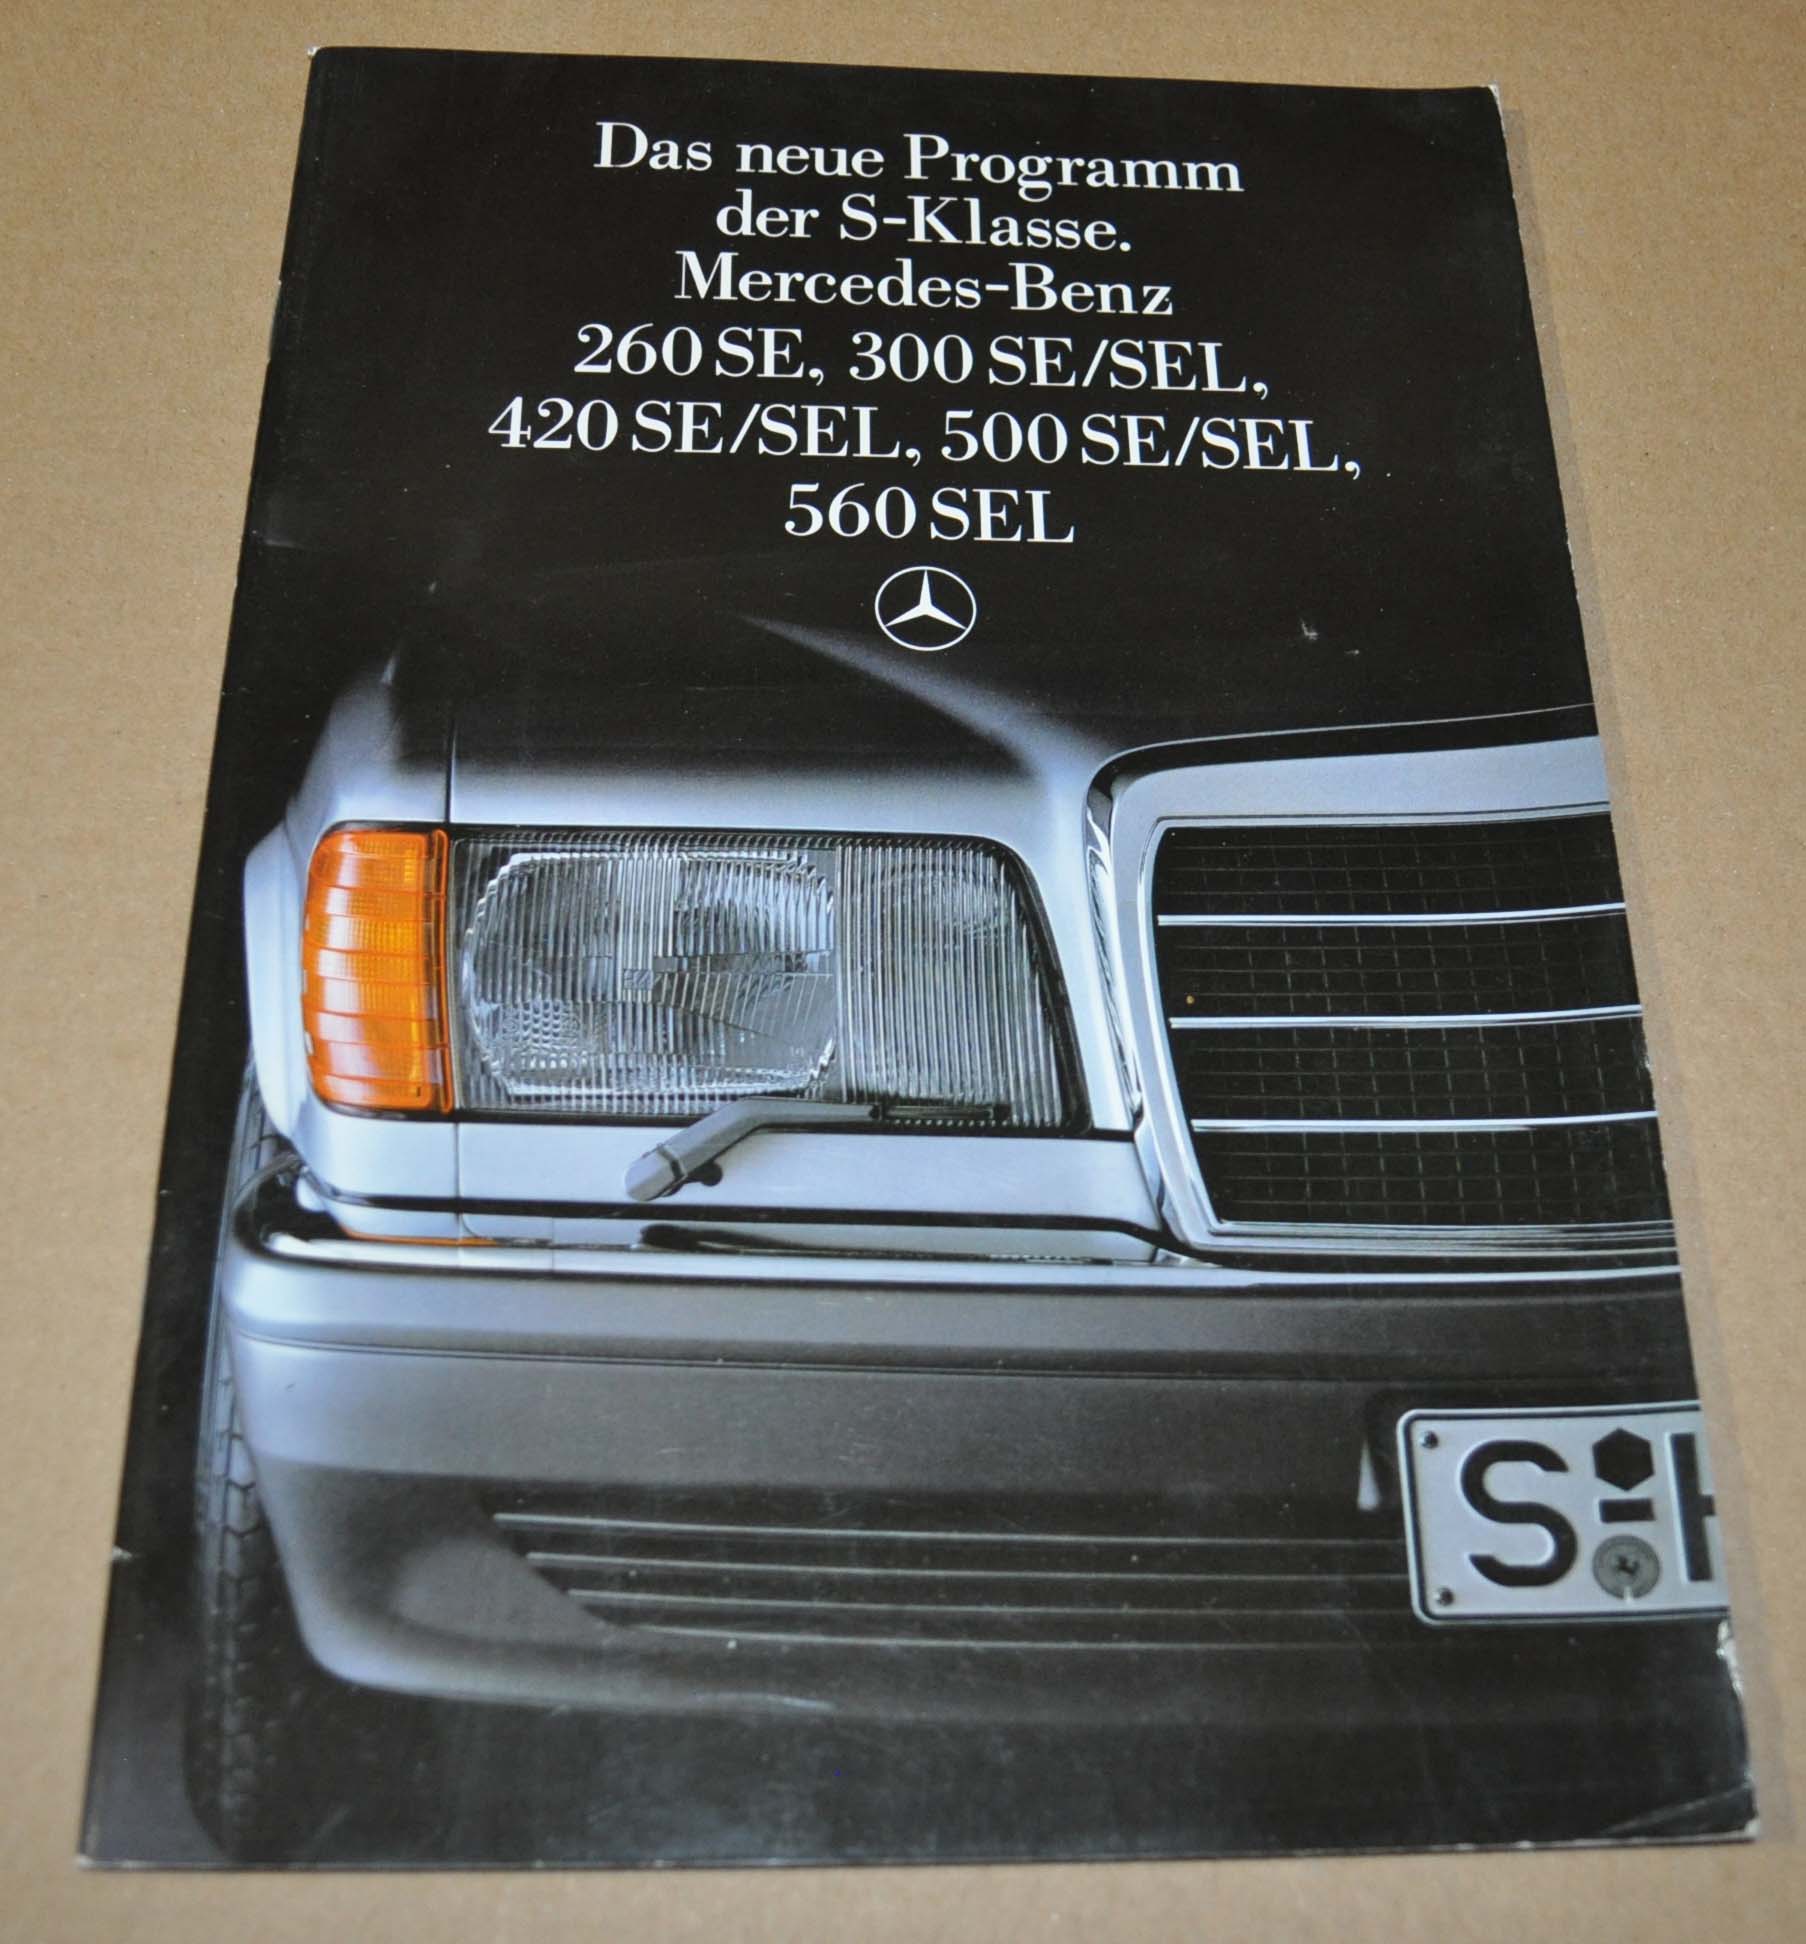 Das neue Programm
der S-Klasse.
Mercedes-Benz
260 SE, 300 SE/SEL,
420 SE/SEL, 500 SE/SEL,
560 SEL
S-H